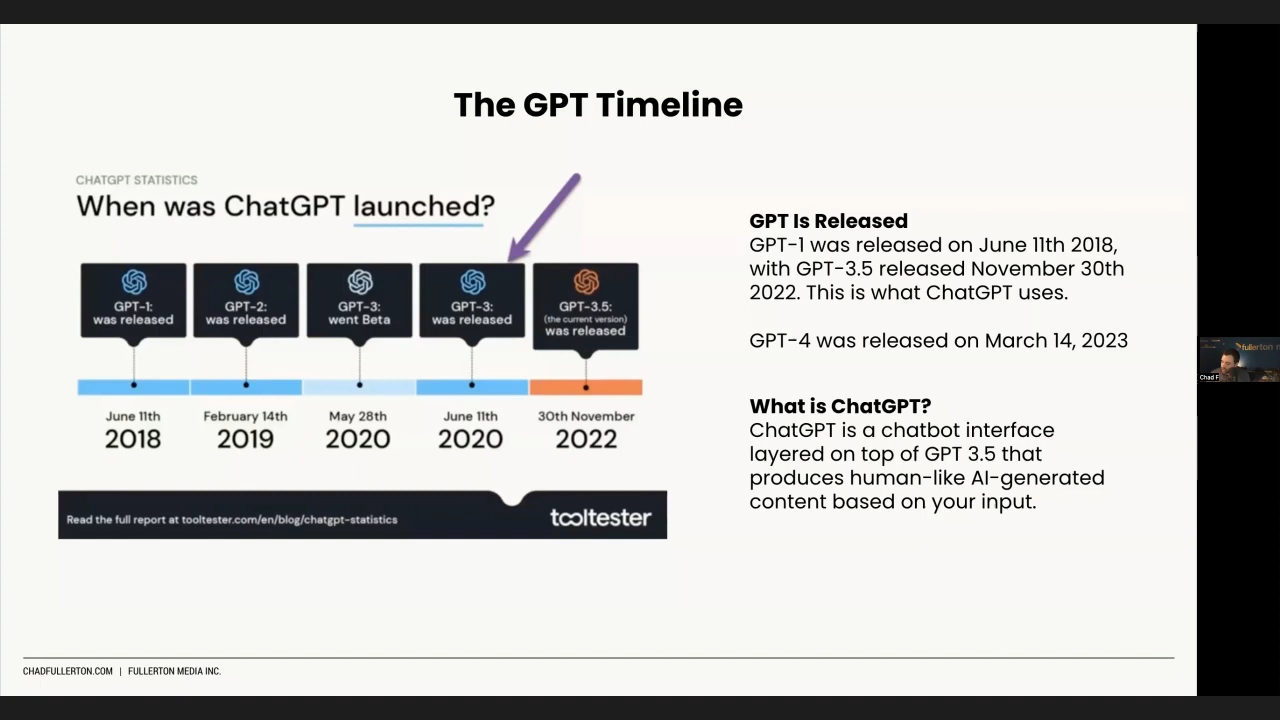 The GPT Timeline
CHATGPT STATISTICS
When was ChatGPT launched?
GPT-1:
was released
GPT-2:
was released
GPT-3:
went Beta
GPT-3:
was released
GPT-3.5:
(the current version)
was released
June 11th
2018
February 14th
2019
May 28th
2020
June 11th
2020
30th November
2022
Read the full report at tooltester.com/en/blog/chatgpt-statistics
tooltester
GPT Is Released
GPT-1 was released on June 11th 2018,
with GPT-3.5 released November 30th
2022. This is what ChatGPT uses.
GPT-4 was released on March 14, 2023
What is ChatGPT?
ChatGPT is a chatbot interface
layered on top of GPT 3.5 that
produces human-like AI-generated
content based on your input.
fullerton
Chad F
CHADFULLERTON.COM | FULLERTON MEDIA INC.